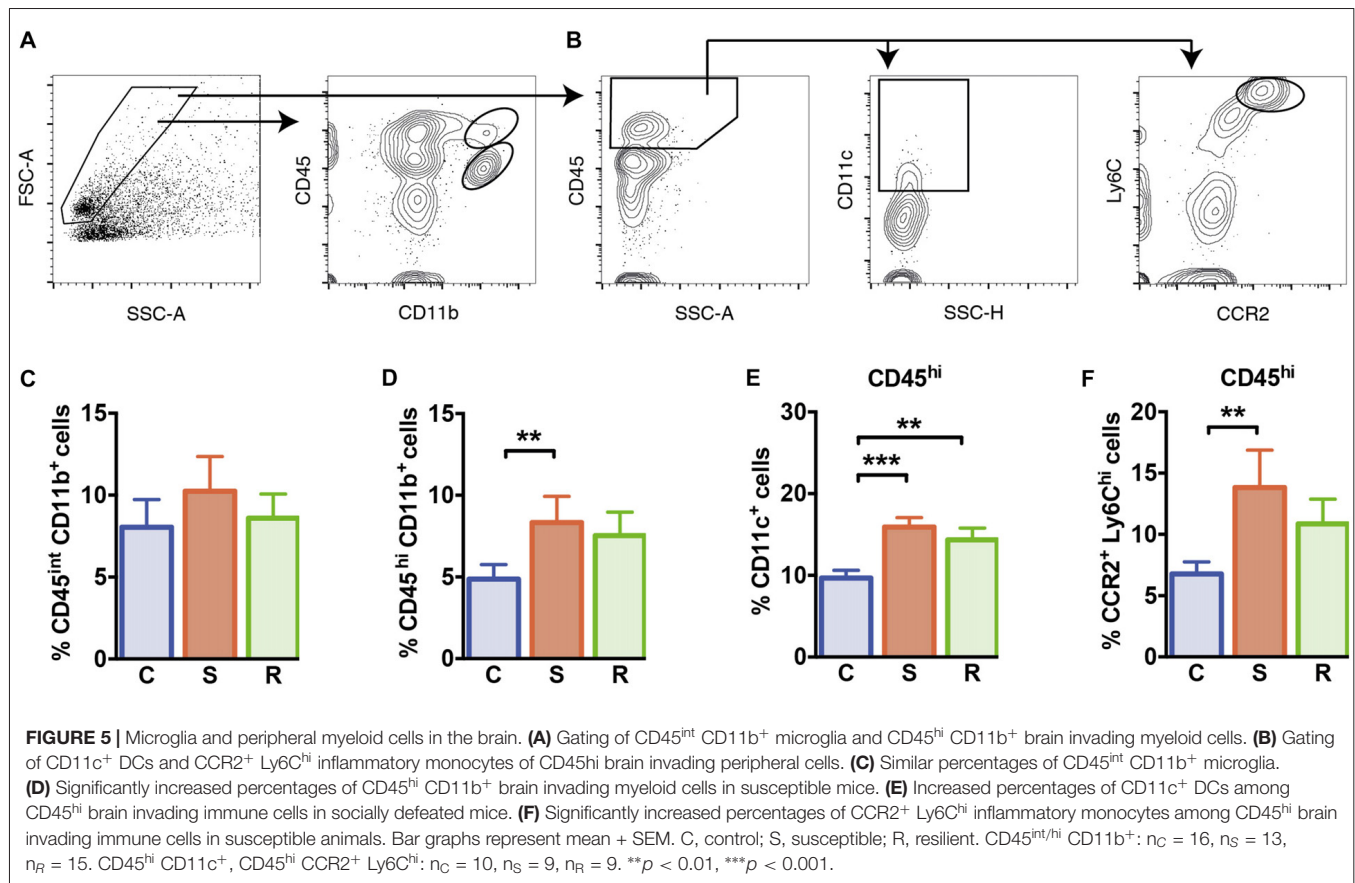 A
B
FSC-A
SSC-A
CD45
CD11b
CD45
SSC-A
CD11c
SSC-H
Ly6C
CCR2
C
% CD45int CD11b+ cells
15
10
5
0
C S R
D
% CD45hi CD11b+ cells
15
10
5
0
**
C S R
E
CD45hi
% CD11c+ cells
30
20
10
0
**
***
C S R
F
CD45hi
% CCR2+ Ly6Chi cells
20
15
10
5
0
**
C S R
FIGURE 5 | Microglia and peripheral myeloid cells in the brain. (A) Gating of CD45int CD11b+ microglia and CD45hi CD11b+ brain invading myeloid cells. (B) Gating
of CD11c+ DCs and CCR2+ Ly6Chi inflammatory monocytes of CD45hi brain invading peripheral cells. (C) Similar percentages of CD45int CD11b+ microglia.
(D) Significantly increased percentages of CD45hi CD11b+ brain invading myeloid cells in susceptible mice. (E) Increased percentages of CD11c+ DCs among
CD45hi brain invading immune cells in socially defeated mice. (F) Significantly increased percentages of CCR2+ Ly6Chi inflammatory monocytes among CD45hi brain
invading immune cells in susceptible animals. Bar graphs represent mean + SEM. C, control; S, susceptible; R, resilient. CD45int/hi CD11b+: nC = 16, nS = 13,
nR = 15. CD45hi CD11c+, CD45hi CCR2+ Ly6Chi: nC = 10, nS = 9, nR = 9. **p < 0.01, ***p < 0.001.